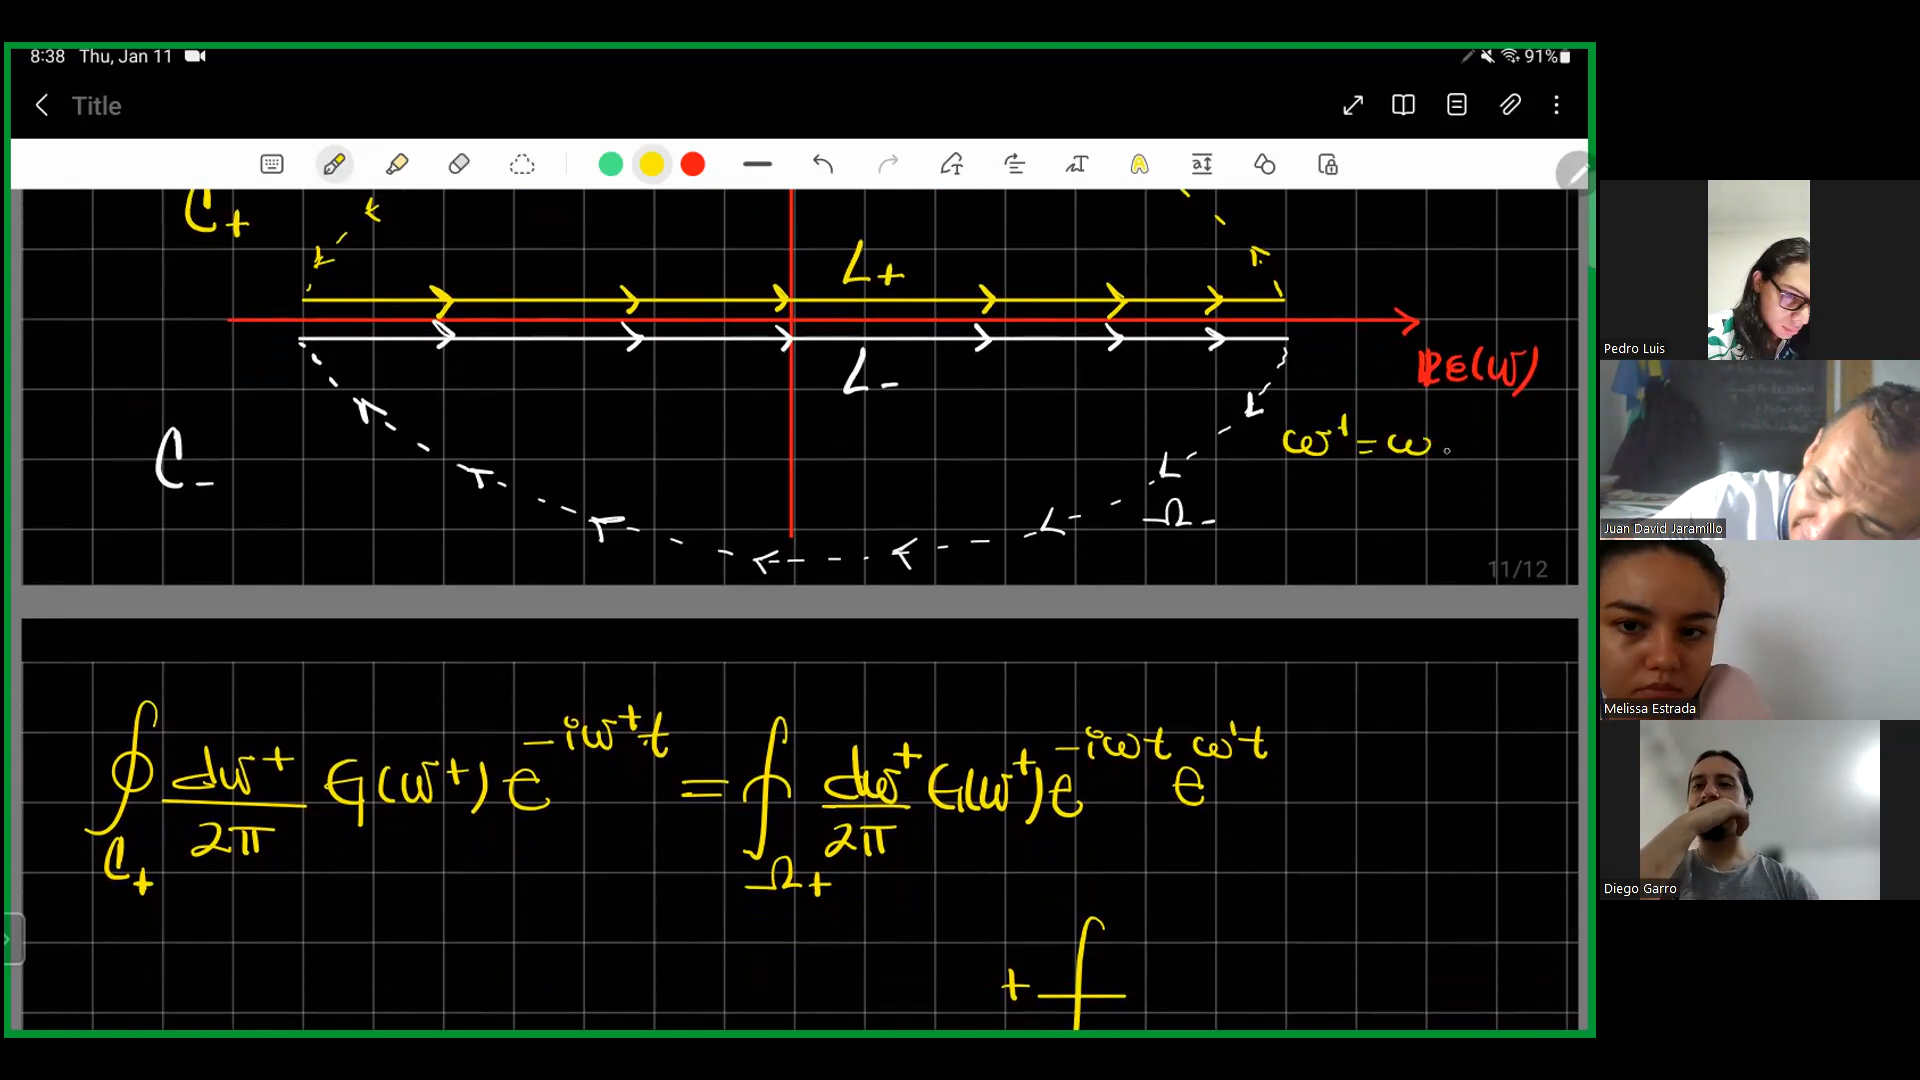 8:38 Thu, Jan 11 91%
Title
C+
L+
L-
Re(ω)
C-
ω⁺ = ω
Ω-
11/12
∮ dω⁺ G(ω⁺) e^{-iω⁺t} = ∫ dω⁺ G(ω⁺) e^{-iωt} e^{ω't}
C+ 2π Ω+ 2π
+ ∫
Pedro Luis
Juan David Jaramillo
Melissa Estrada
Diego Garro